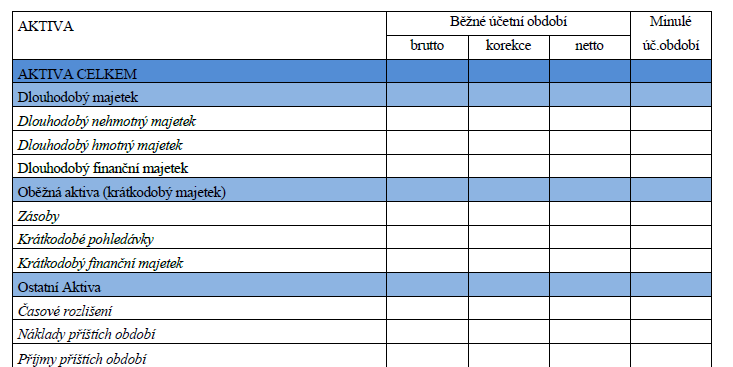 AKTIVA Běžné účetní období Minulé
brutto korekce netto úč.období
AKTIVA CELKEM
Dlouhodobý majetek
Dlouhodobý nehmotný majetek
Dlouhodobý hmotný majetek
Dlouhodobý finanční majetek
Oběžná aktiva (krátkodobý majetek)
Zásoby
Krátkodobé pohledávky
Krátkodobý finanční majetek
Ostatní Aktiva
Časové rozlišení
Náklady příštích období
Příjmy příštích období